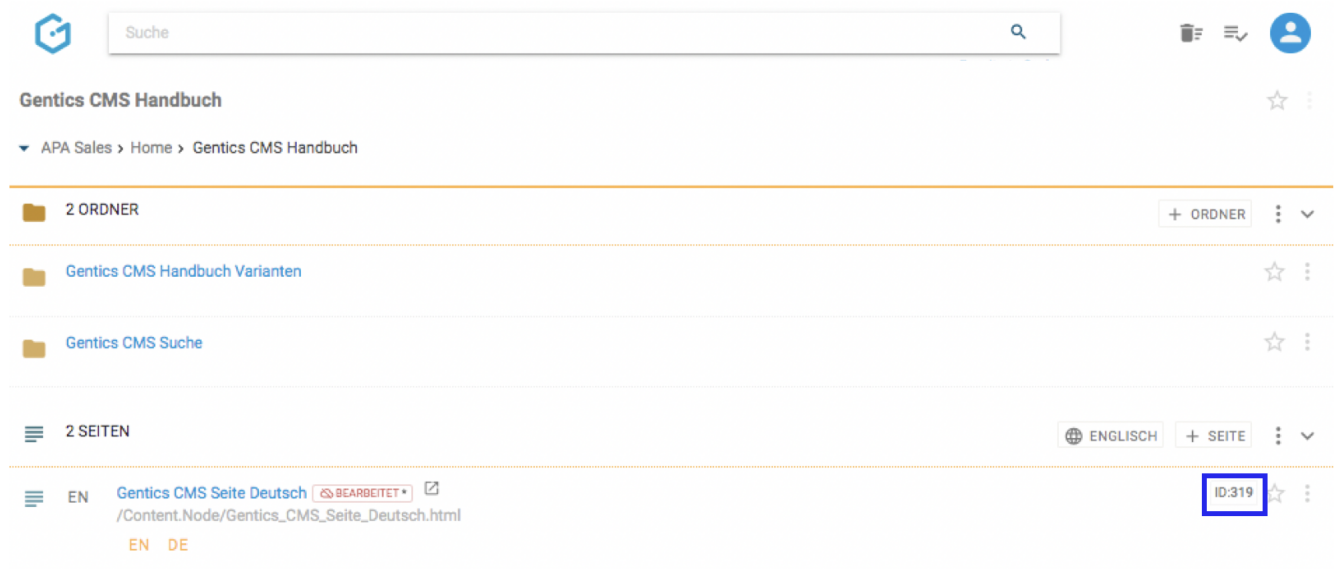 Suche
Gentics CMS Handbuch
APA Sales > Home > Gentics CMS Handbuch
2 ORDNER
+ ORDNER
Gentics CMS Handbuch Varianten
Gentics CMS Suche
2 SEITEN
ENGLISCH
+ SEITE
EN Gentics CMS Seite Deutsch BEARBEITET* ID:319
/Content.Node/Gentics_CMS_Seite_Deutsch.html
EN DE